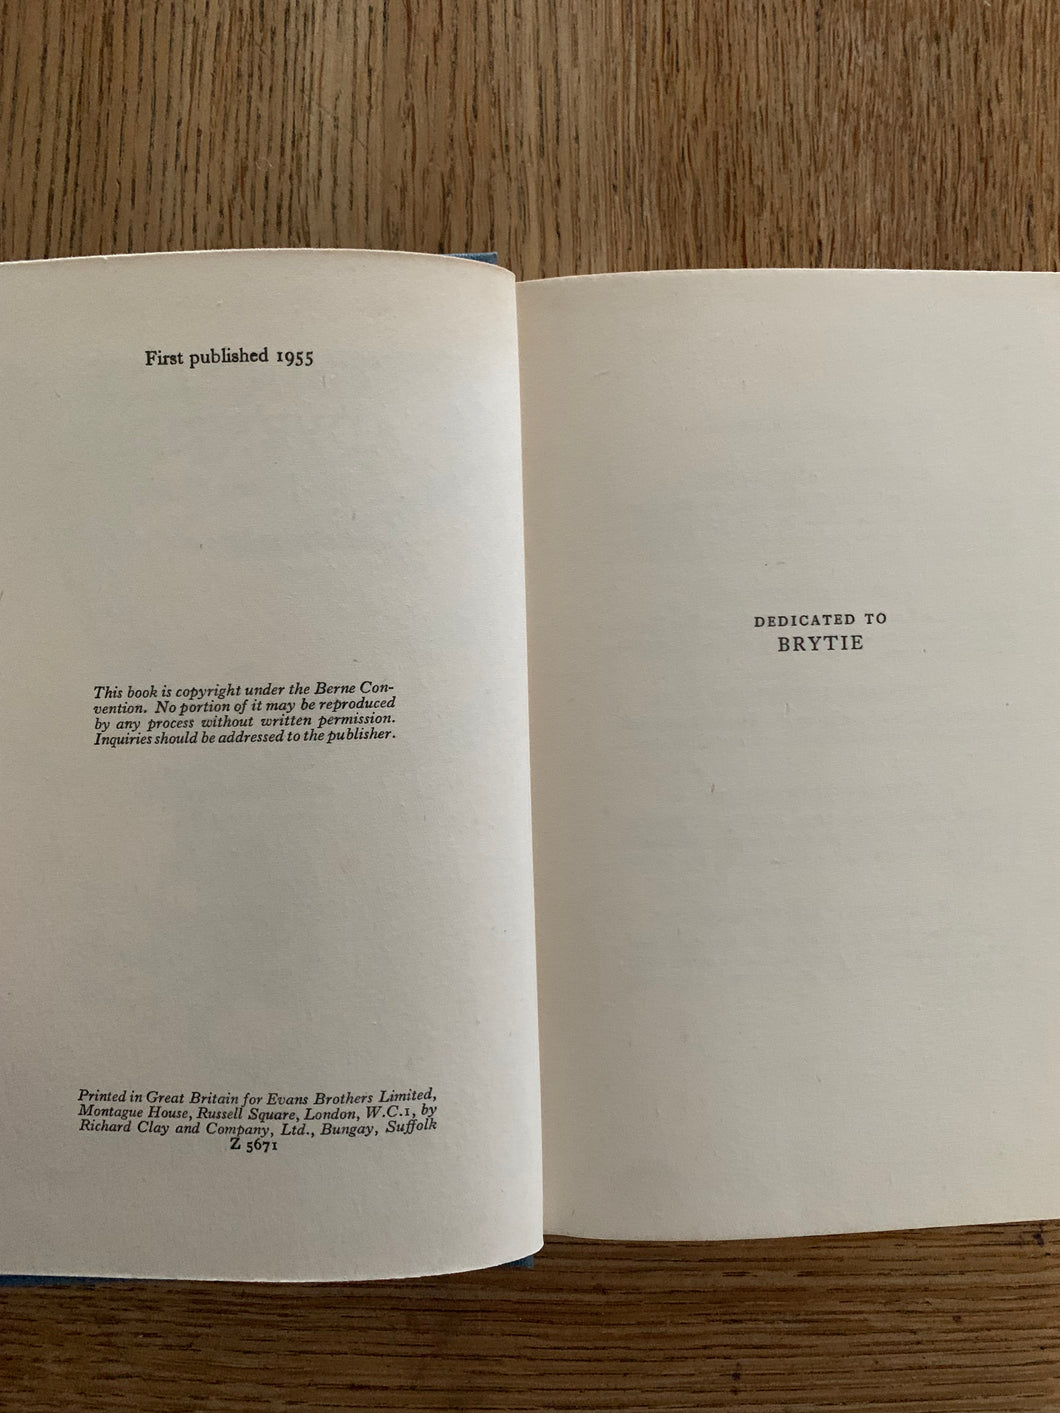 First published 1955
This book is copyright under the Berne Con-
vention. No portion of it may be reproduced
by any process without written permission.
Inquiries should be addressed to the publisher.
Printed in Great Britain for Evans Brothers Limited,
Montague House, Russell Square, London, W.C.1, by
Richard Clay and Company, Ltd., Bungay, Suffolk
Z 5671
DEDICATED TO
BRYTIE